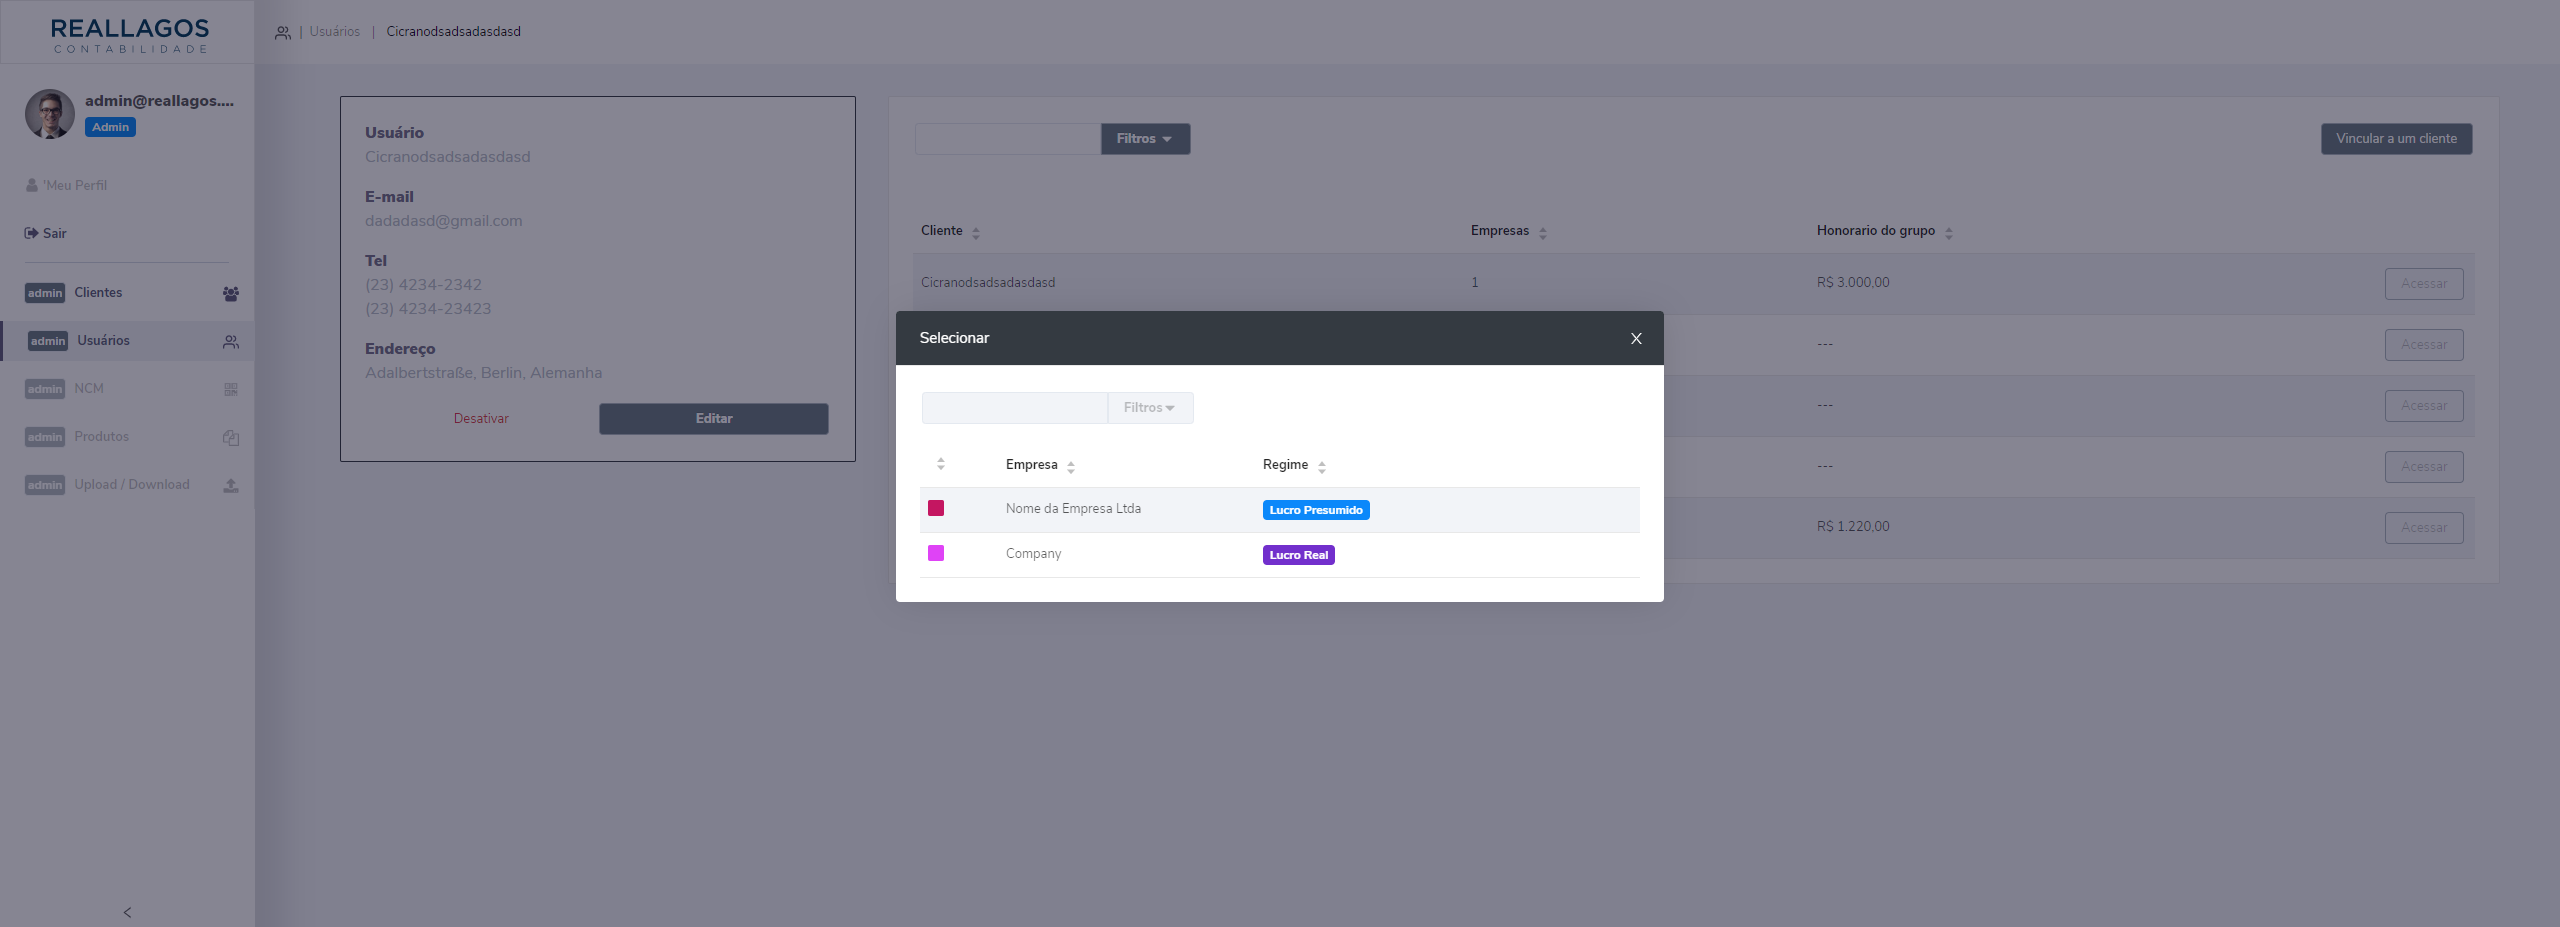 REALLAGOS
CONTABILIDADE
admin@reallagos....
Admin
'Meu Perfil
Sair
admin Clientes
admin Usuários
admin NCM
admin Produtos
admin Upload / Download
<
| Usuários | Cicranodsadsadasdasd
Usuário
Cicranodsadsadasdasd
E-mail
dadadasd@gmail.com
Tel
(23) 4234-2342
(23) 4234-23423
Endereço
Adalbertstraße, Berlin, Alemanha
Desativar Editar
Filtros
Vincular a um cliente
Cliente Empresas Honorario do grupo
Cicranodsadsadasdasd 1 R$ 3.000,00 Acessar
--- Acessar
--- Acessar
--- Acessar
R$ 1.220,00 Acessar
Selecionar X
Filtros
Empresa Regime
Nome da Empresa Ltda Lucro Presumido
Company Lucro Real